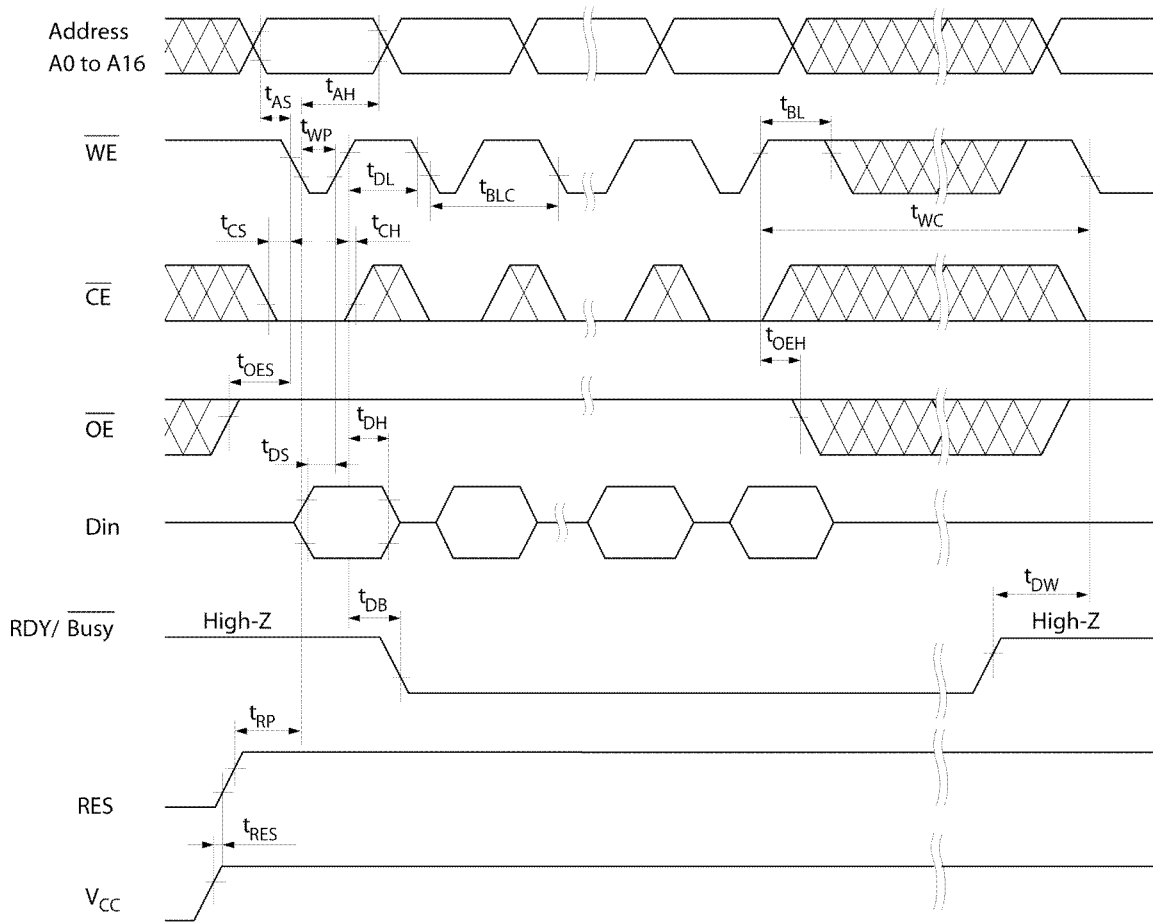 Address
A0 to A16
tAS
tAH
tBL
WE
tWP
tDL
tBLC
tWC
tCS
tCH
CE
tOES
tOEH
OE
tDH
tDS
Din
tDB
tDW
RDY/ Busy
High-Z
High-Z
tRP
RES
tRES
VCC